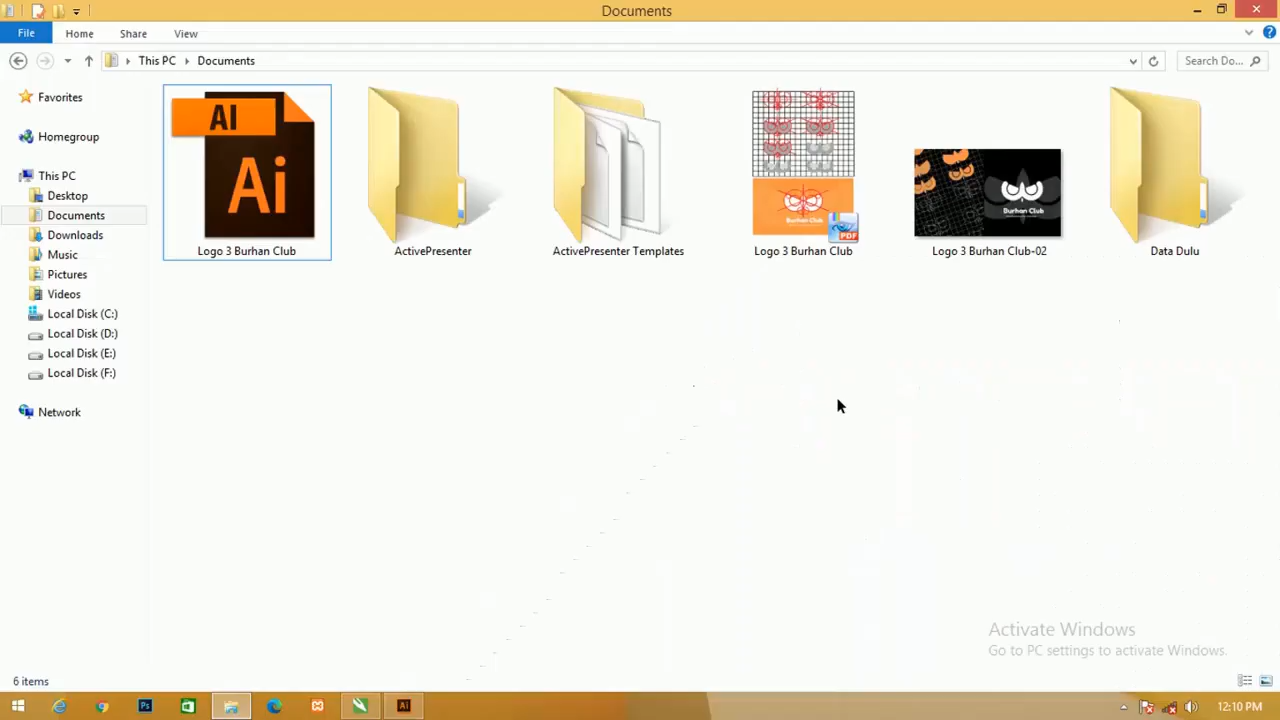 Documents
File
Home
Share
View
This PC
Documents
Search Do...
Favorites
Homegroup
This PC
Desktop
Documents
Downloads
Music
Pictures
Videos
Local Disk (C:)
Local Disk (D:)
Local Disk (E:)
Local Disk (F:)
Network
AI
Ai
Logo 3 Burhan Club
ActivePresenter
ActivePresenter Templates
Burhan Club
PDF
Logo 3 Burhan Club
Burhan Club
Logo 3 Burhan Club-02
Data Dulu
Activate Windows
Go to PC settings to activate Windows.
6 items
Ps
Ai
12:10 PM